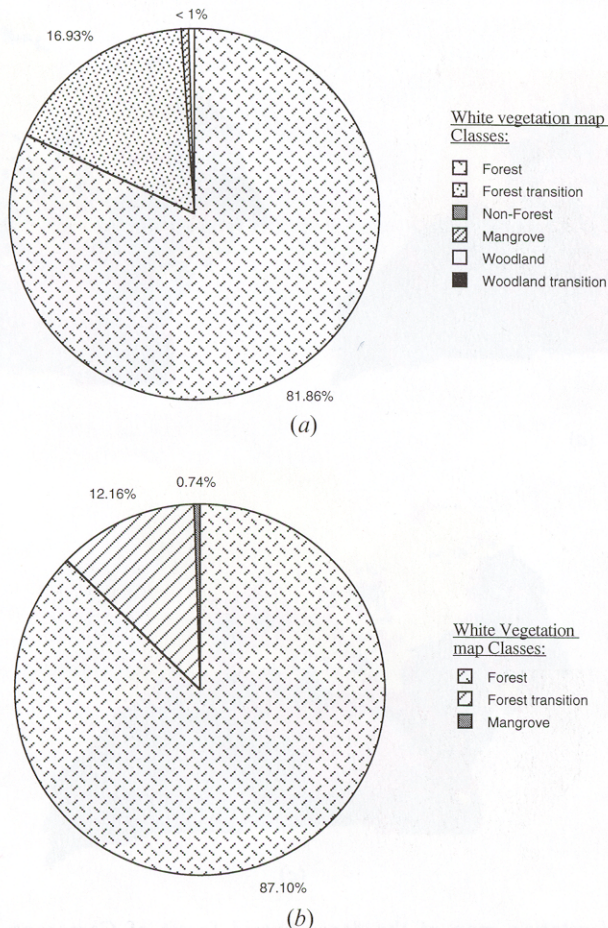 < 1%
16.93%
White vegetation map
Classes:
Forest
Forest transition
Non-Forest
Mangrove
Woodland
Woodland transition
81.86%
(a)
0.74%
12.16%
White Vegetation
map Classes:
Forest
Forest transition
Mangrove
87.10%
(b)